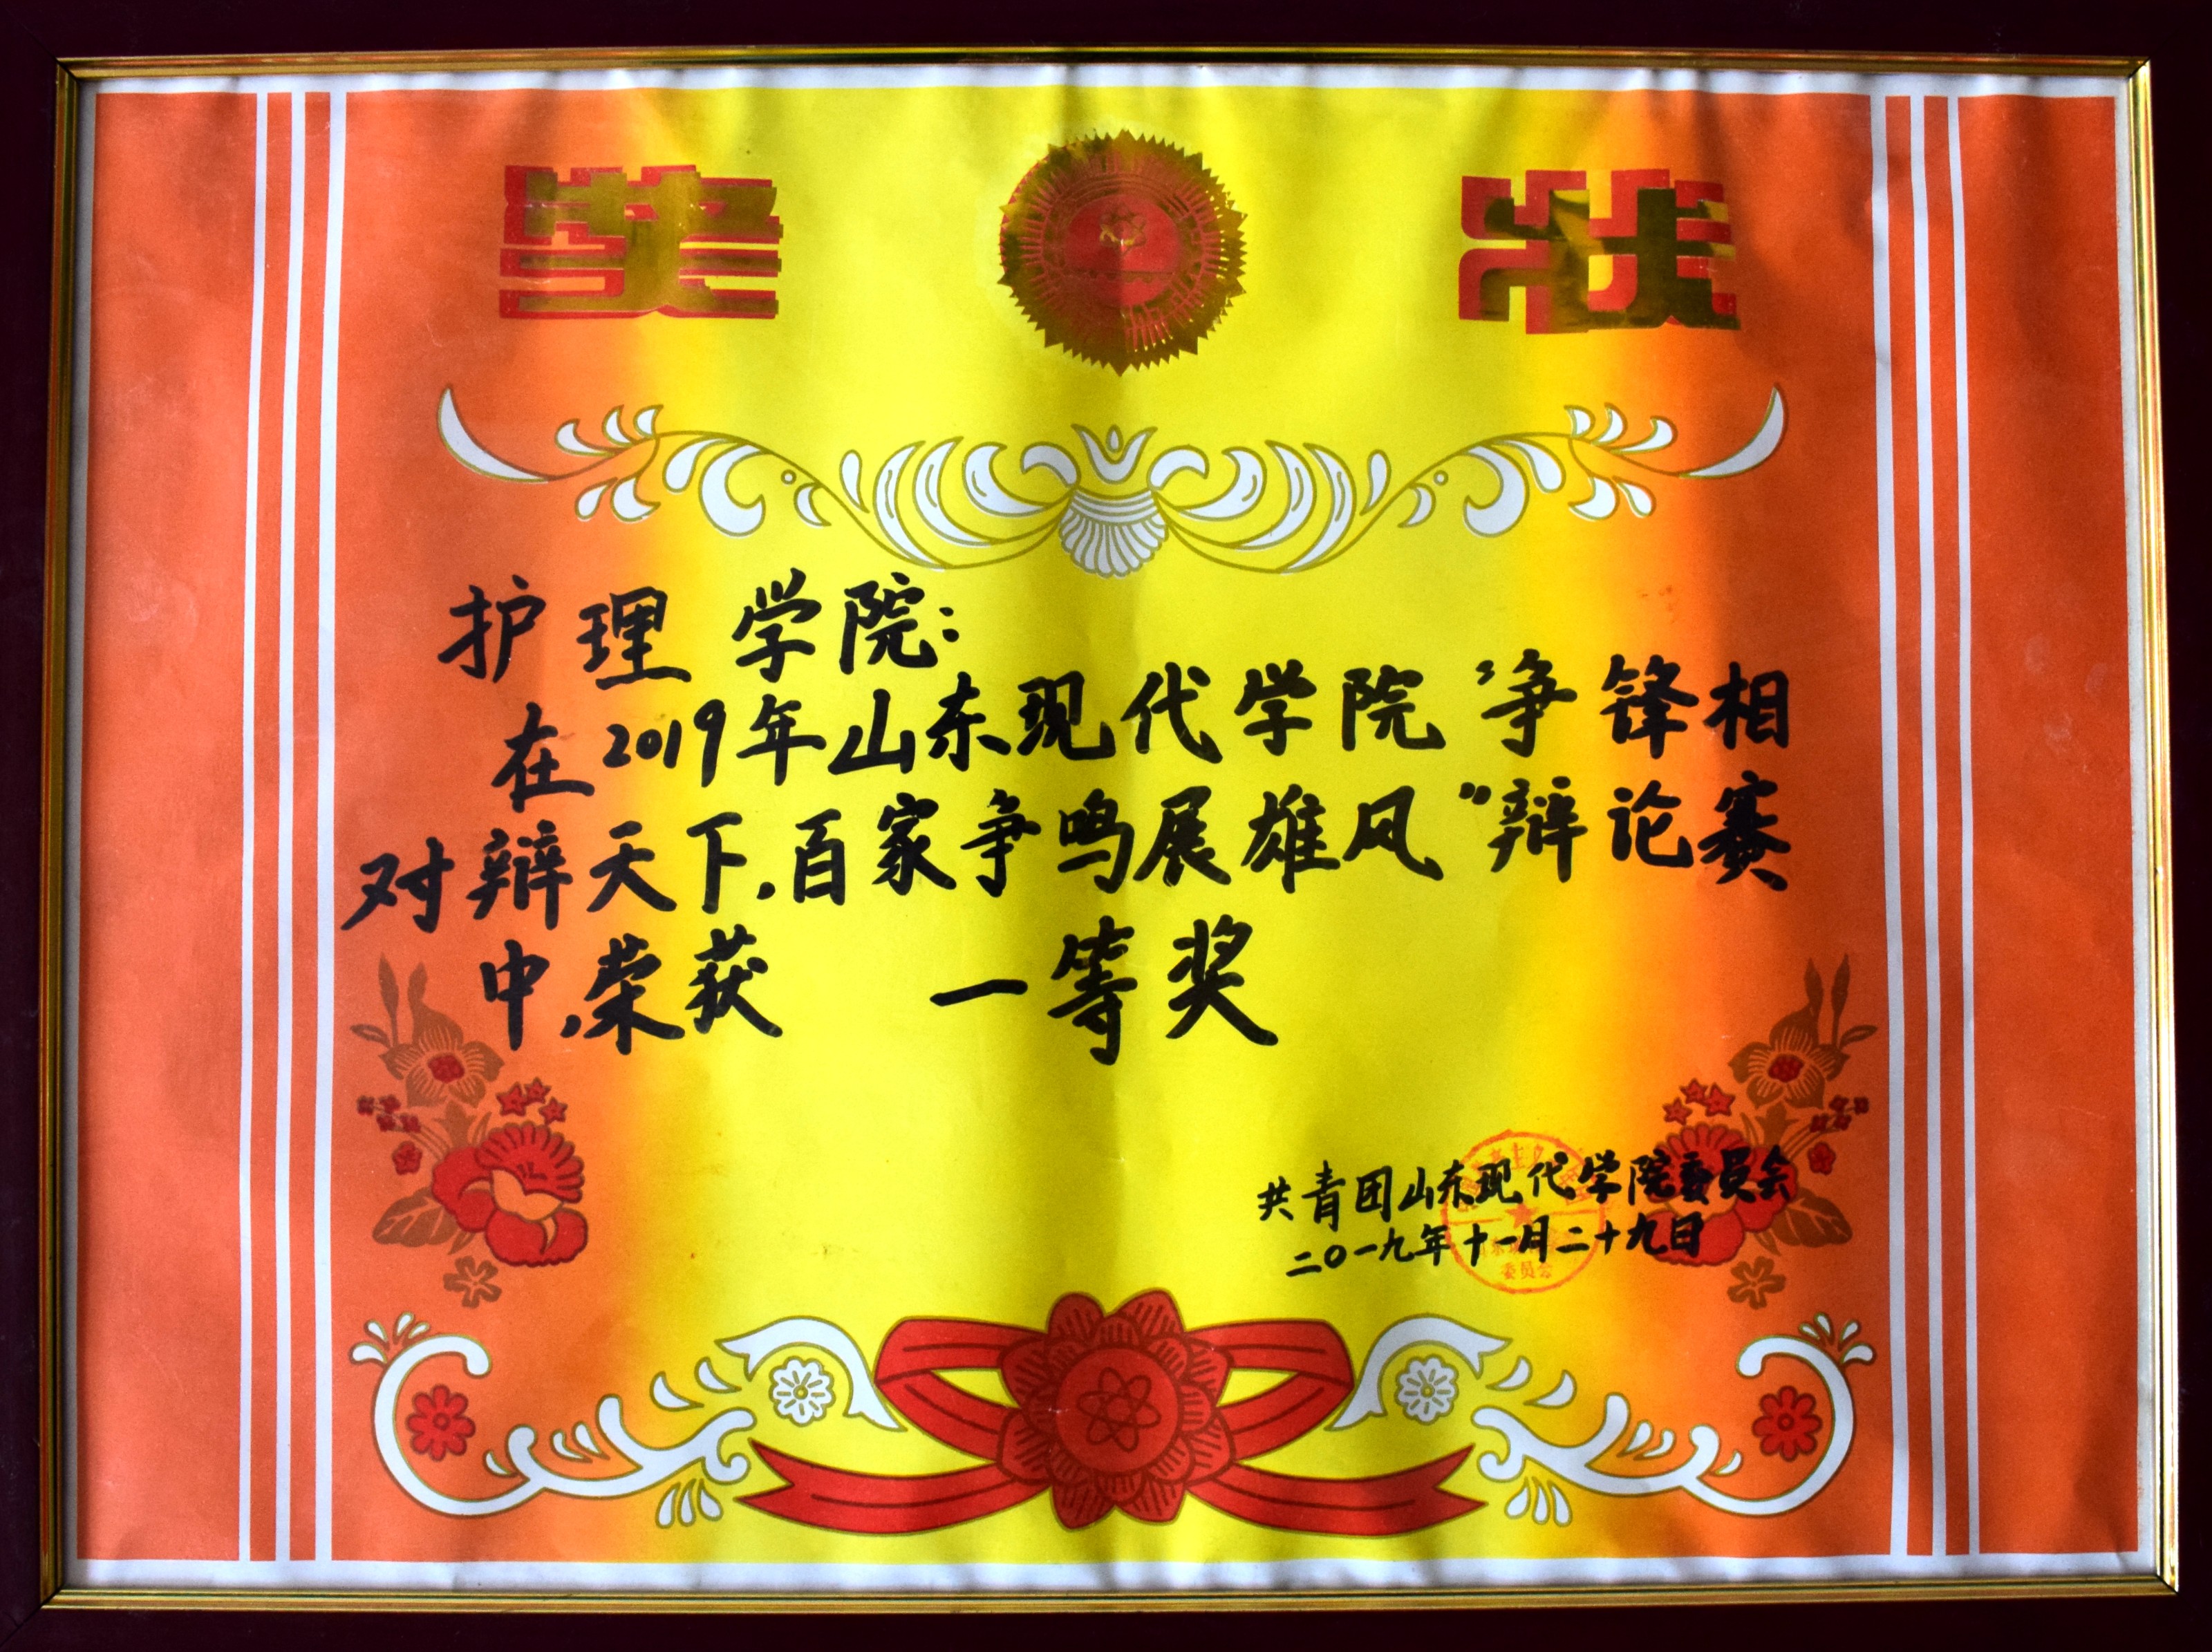 奖 状
护理学院:
在2019年山东现代学院“争锋相
对辩天下,百家争鸣展雄风”辩论赛
中,荣获 一等奖
共青团山东现代学院委员会
二〇一九年十一月二十九日
委员会